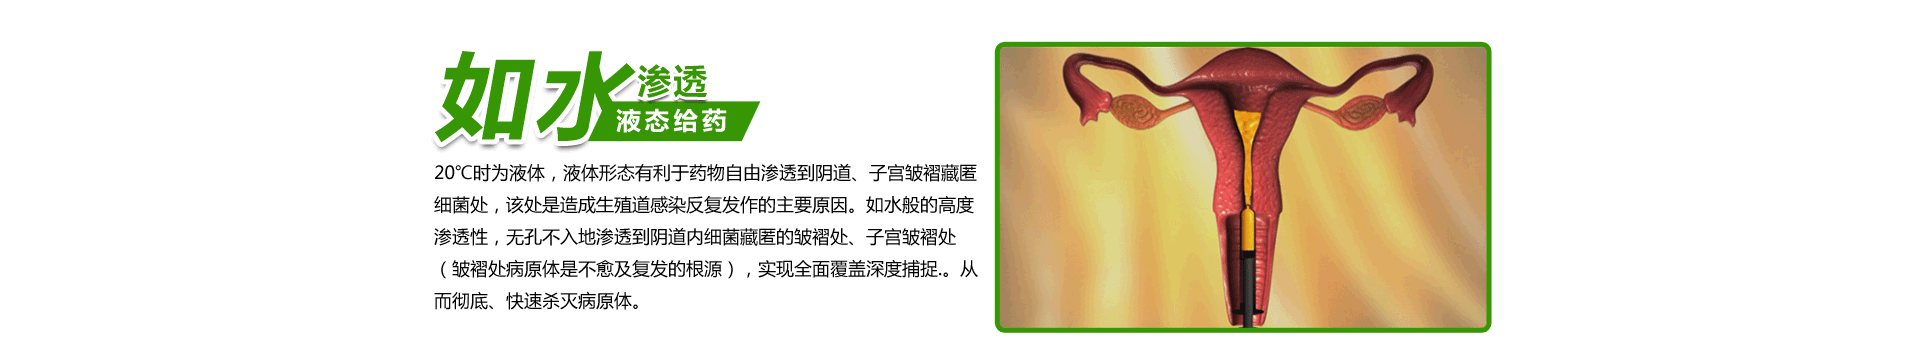 如水渗透
液态给药
20℃时为液体，液体形态有利于药物自由渗透到阴道、子宫皱褶藏匿
细菌处，该处是造成生殖道感染反复发作的主要原因。如水般的高度
渗透性，无孔不入地渗透到阴道内细菌藏匿的皱褶处、子宫皱褶处
（皱褶处病原体是不愈及复发的根源），实现全面覆盖深度捕捉.。从
而彻底、快速杀灭病原体。